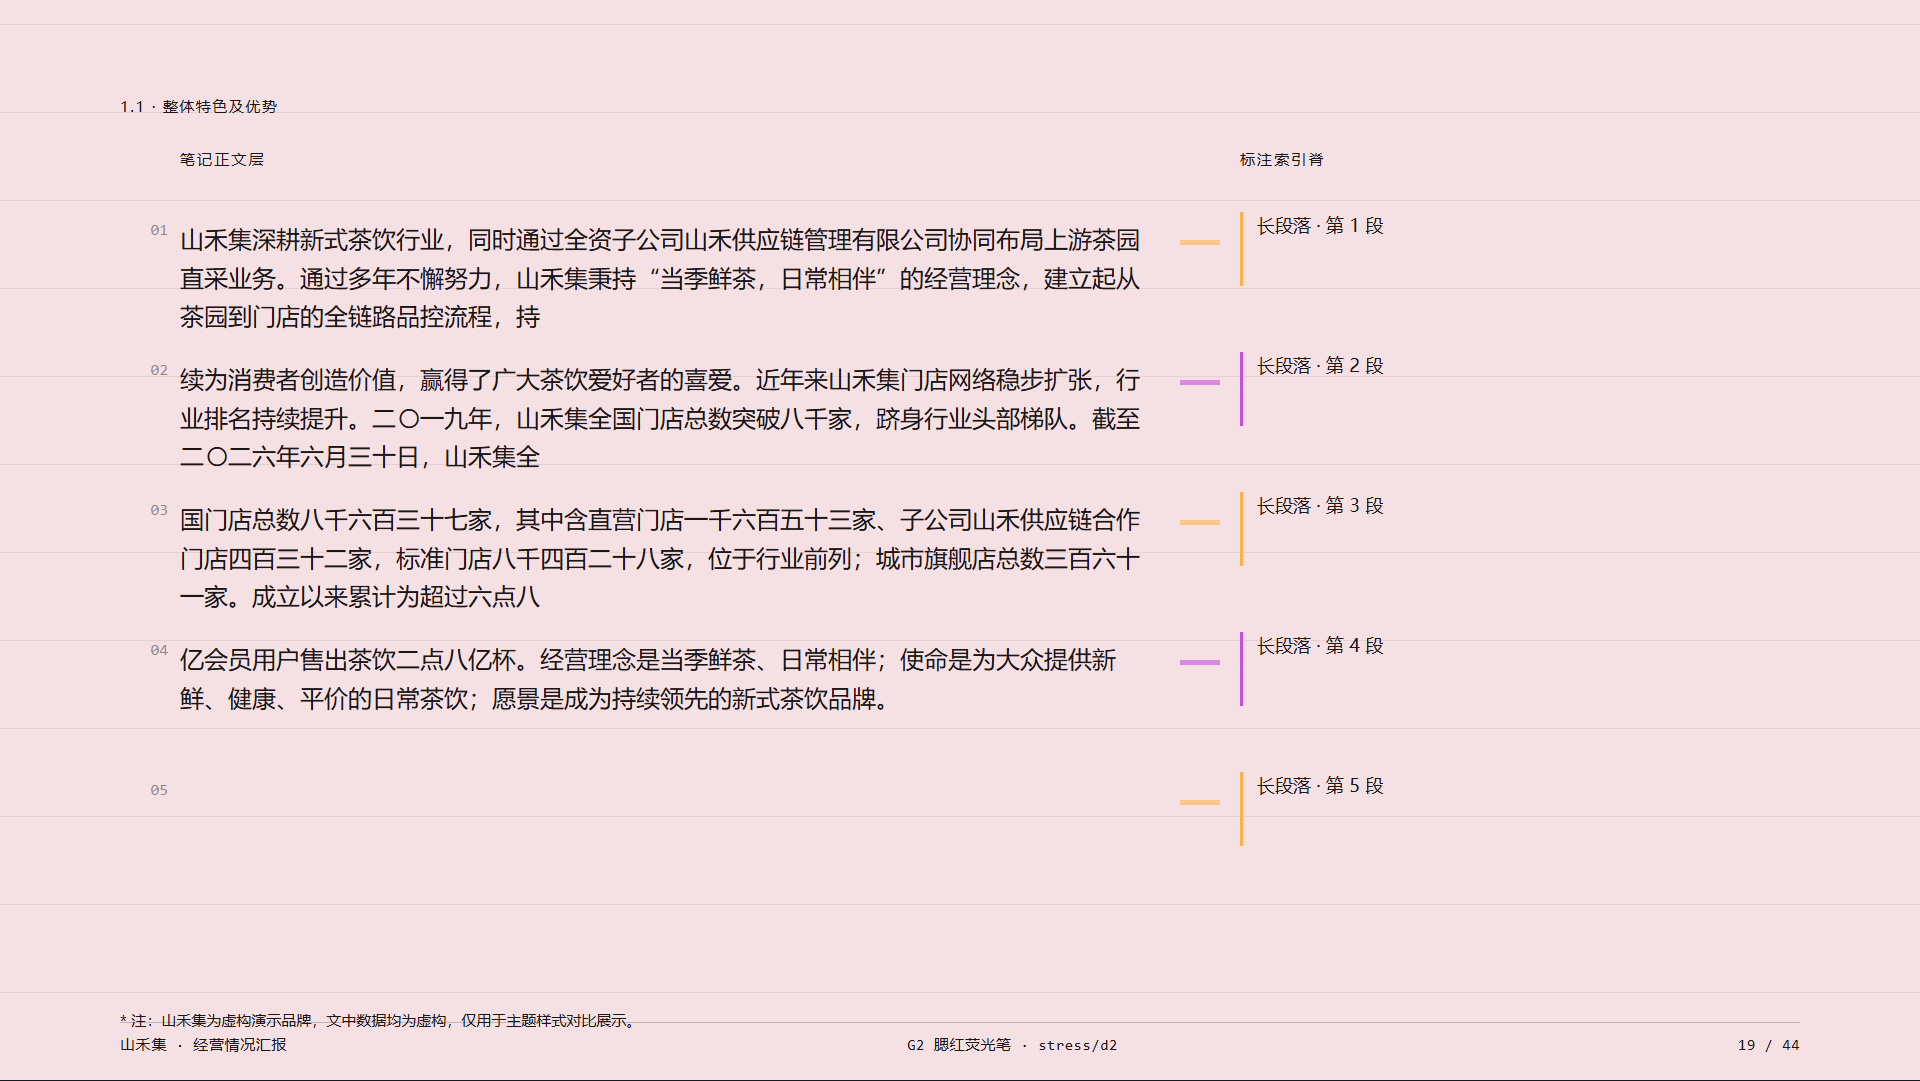 1.1 · 整体特色及优势
笔记正文层
标注索引脊
01
山禾集深耕新式茶饮行业，同时通过全资子公司山禾供应链管理有限公司协同布局上游茶园
直采业务。通过多年不懈努力，山禾集秉持“当季鲜茶，日常相伴”的经营理念，建立起从
茶园到门店的全链路品控流程，持
长段落 · 第 1 段
02
续为消费者创造价值，赢得了广大茶饮爱好者的喜爱。近年来山禾集门店网络稳步扩张，行
业排名持续提升。二〇一九年，山禾集全国门店总数突破八千家，跻身行业头部梯队。截至
二〇二六年六月三十日，山禾集全
长段落 · 第 2 段
03
国门店总数八千六百三十七家，其中含直营门店一千六百五十三家、子公司山禾供应链合作
门店四百三十二家，标准门店八千四百二十八家，位于行业前列；城市旗舰店总数三百六十
一家。成立以来累计为超过六点八
长段落 · 第 3 段
04
亿会员用户售出茶饮二点八亿杯。经营理念是当季鲜茶、日常相伴；使命是为大众提供新
鲜、健康、平价的日常茶饮；愿景是成为持续领先的新式茶饮品牌。
长段落 · 第 4 段
05
长段落 · 第 5 段
* 注：山禾集为虚构演示品牌，文中数据均为虚构，仅用于主题样式对比展示。
山禾集 · 经营情况汇报
G2 腮红荧光笔 · stress/d2
19 / 44